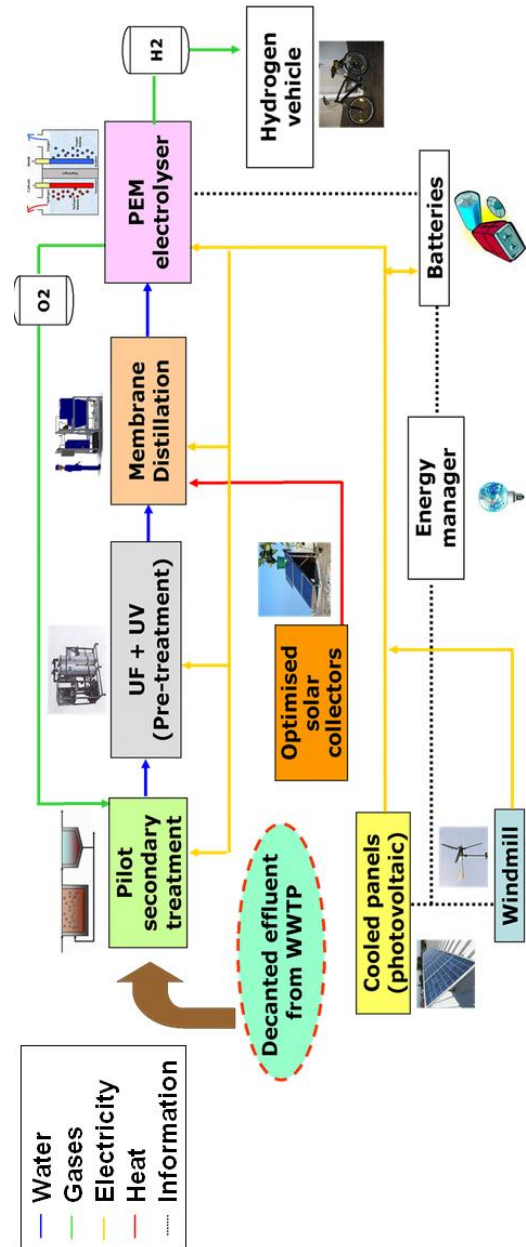 Water
Gases
Electricity
Heat
Information
Pilot
secondary
treatment
UF + UV
(Pre-treatment)
Membrane
Distillation
PEM
electrolyser
O2
H2
Hydrogen
vehicle
Decanted effluent
from WWTP
Optimised
solar
collectors
Cooled panels
(photovoltaic)
Windmill
Energy
manager
Batteries